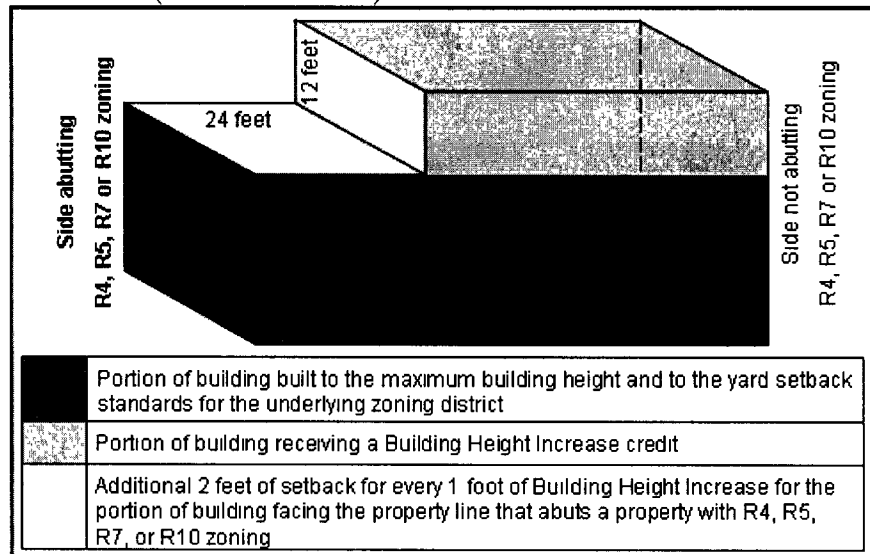 12 feet
24 feet
Side abutting
R4, R5, R7 or R10 zoning
Side not abutting
R4, R5, R7 or R10 zoning
Portion of building built to the maximum building height and to the yard setback
standards for the underlying zoning district
Portion of building receiving a Building Height Increase credit
Additional 2 feet of setback for every 1 foot of Building Height Increase for the
portion of building facing the property line that abuts a property with R4, R5,
R7, or R10 zoning